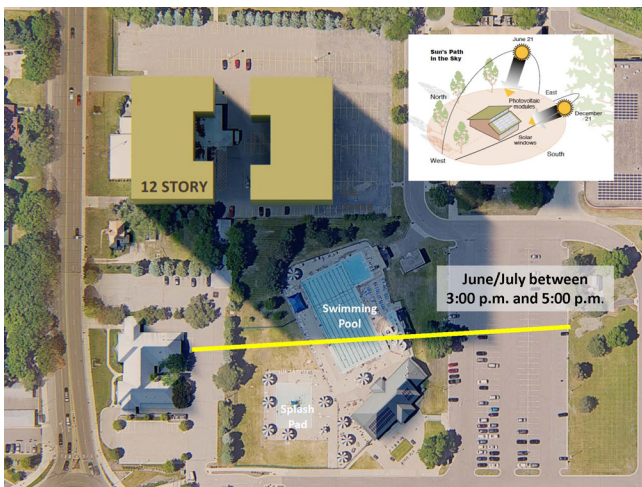 Sun's Path
in the Sky
June 21
North
East
Photovoltaic
modules
December
21
Solar
windows
West
South
12 STORY
June/July between
3:00 p.m. and 5:00 p.m.
Swimming
Pool
Splash
Pad